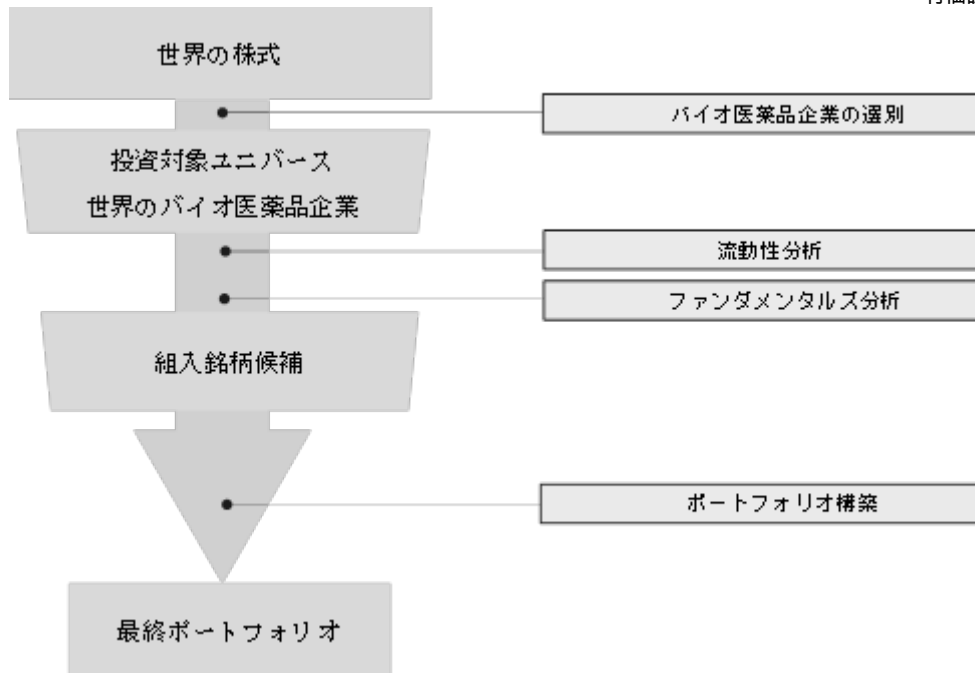 世界の株式
バイオ医薬品企業の選別
投資対象ユニバース
世界のバイオ医薬品企業
流動性分析
ファンダメンタルズ分析
組入銘柄候補
ポートフォリオ構築
最終ポートフォリオ